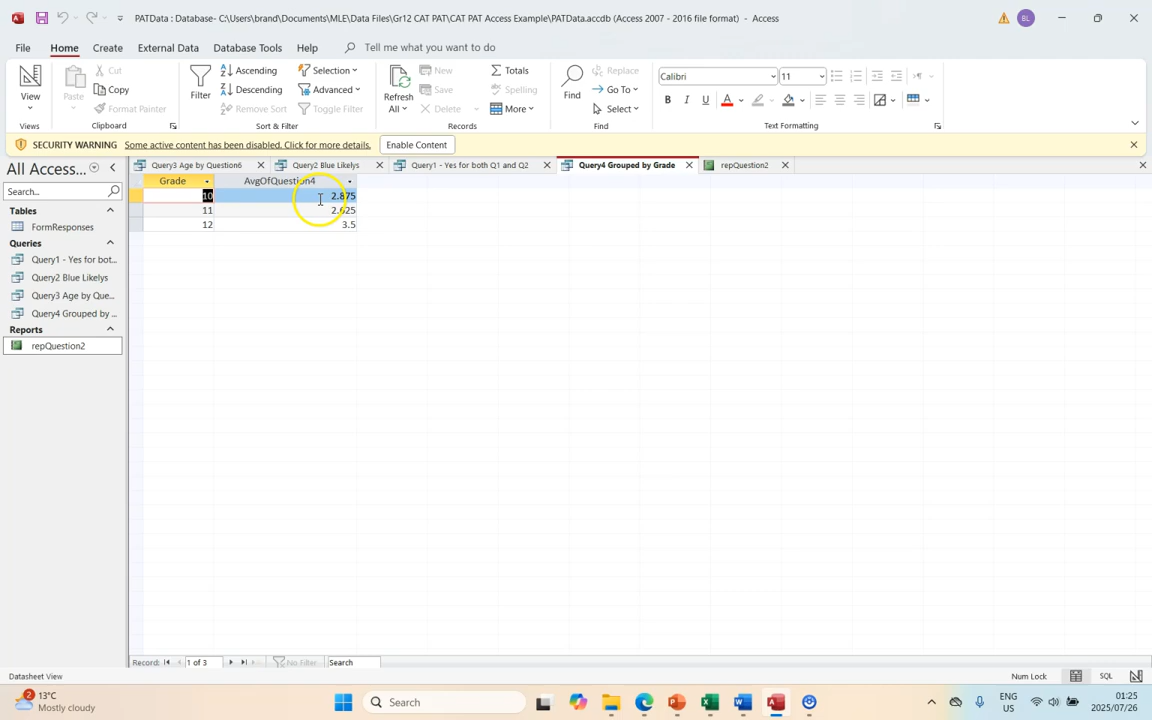 PATData : Database- C:\Users\brand\Documents\MLE\Data Files\Gr12 CAT PAT\CAT PAT Access Example\PATData.accdb (Access 2007 - 2016 file format) - Access
BL
File Home Create External Data Database Tools Help Tell me what you want to do
View
Paste
Cut
Copy
Format Painter
Filter
Ascending
Descending
Remove Sort
Selection
Advanced
Toggle Filter
Refresh All
New
Save
Delete
Totals
Spelling
More
Find
Replace
Go To
Select
Calibri 11
B I U A
Views Clipboard Sort & Filter Records Find Text Formatting
SECURITY WARNING Some active content has been disabled. Click for more details. Enable Content
All Access...
Search...
Tables
FormResponses
Queries
Query1 - Yes for bot...
Query2 Blue Likelys
Query3 Age by Que...
Query4 Grouped by ...
Reports
repQuestion2
Query3 Age by Question6 Query2 Blue Likelys Query1 - Yes for both Q1 and Q2 Query4 Grouped by Grade repQuestion2
Grade AvgOfQuestion4
10 2.875
11 2.625
12 3.5
Record: 1 of 3 No Filter Search
Datasheet View Num Lock SQL
2
13°C
Mostly cloudy
Search
ENG
US
01:25
2025/07/26